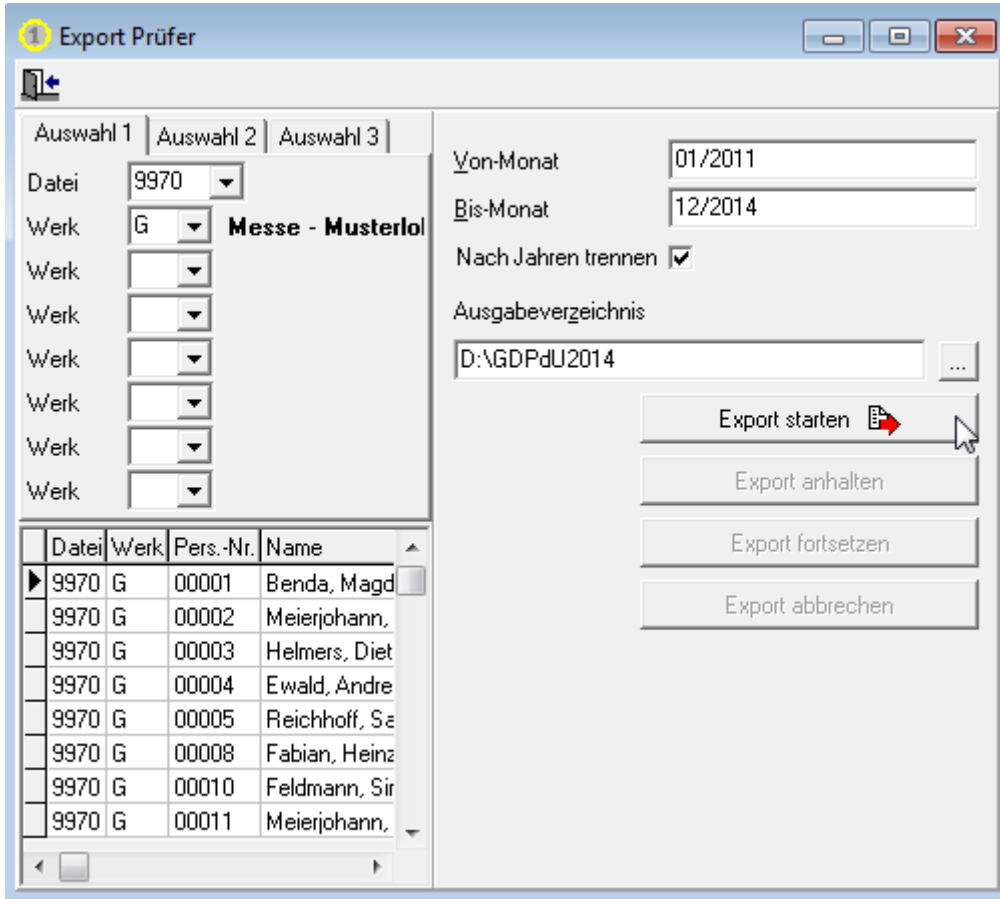 Export Prüfer
Auswahl 1 Auswahl 2 Auswahl 3
Datei 9970
Werk G Messe - Musterlol
Werk
Werk
Werk
Werk
Werk
Werk
Datei Werk Pers.-Nr. Name
9970 G 00001 Benda, Magd
9970 G 00002 Meierjohann,
9970 G 00003 Helmers, Diet
9970 G 00004 Ewald, Andre
9970 G 00005 Reichhoff, Sa
9970 G 00008 Fabian, Heinz
9970 G 00010 Feldmann, Sir
9970 G 00011 Meierjohann,
Von-Monat 01/2011
Bis-Monat 12/2014
Nach Jahren trennen
Ausgabeverzeichnis
D:\GDPdU2014 ...
Export starten
Export anhalten
Export fortsetzen
Export abbrechen